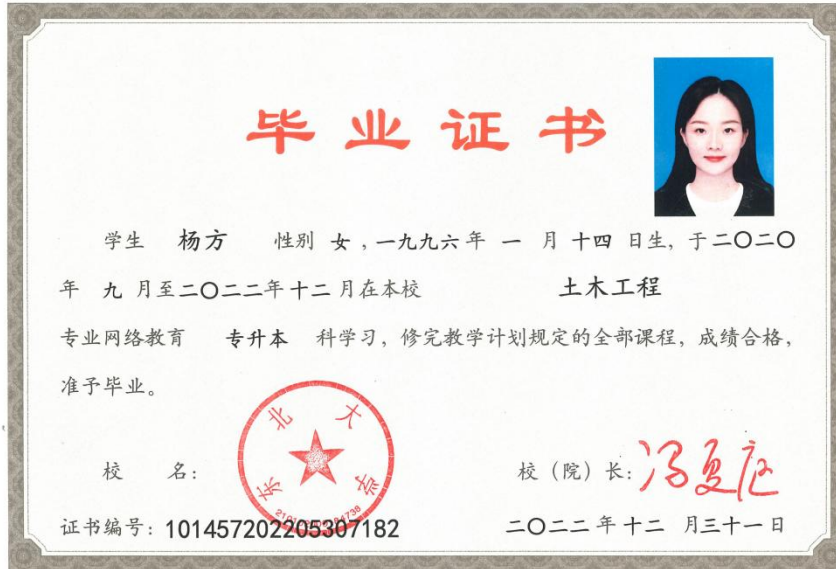 毕业证书
学生 杨方 性别 女，一九九六年 一 月 十四 日生，于二〇二〇
年 九 月至二〇二二年十二月在本校 土木工程
专业网络教育 专升本 科学习，修完教学计划规定的全部课程，成绩合格，
准予毕业。
东北大学
校 名：
校（院）长：冯夏庭
证书编号：101457202205307182
二〇二二年十二 月三十一日